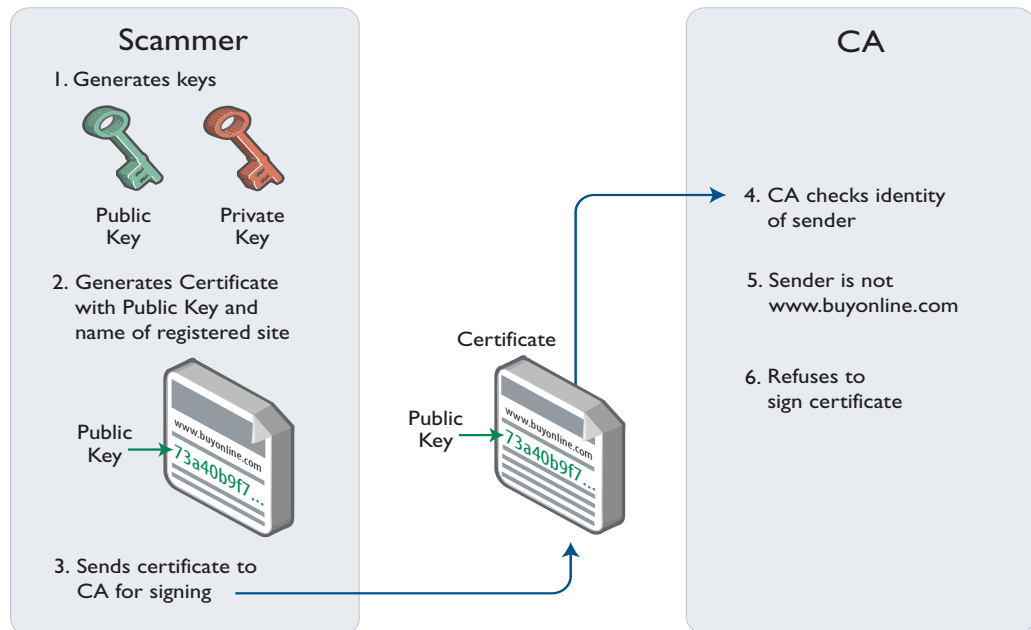 Scammer
1. Generates keys
Public
Key
Private
Key
2. Generates Certificate
with Public Key and
name of registered site
Public
Key
www.buyonline.com
73a40b9f7...
3. Sends certificate to
CA for signing
Certificate
Public
Key
www.buyonline.com
73a40b9f7...
CA
4. CA checks identity
of sender
5. Sender is not
www.buyonline.com
6. Refuses to
sign certificate